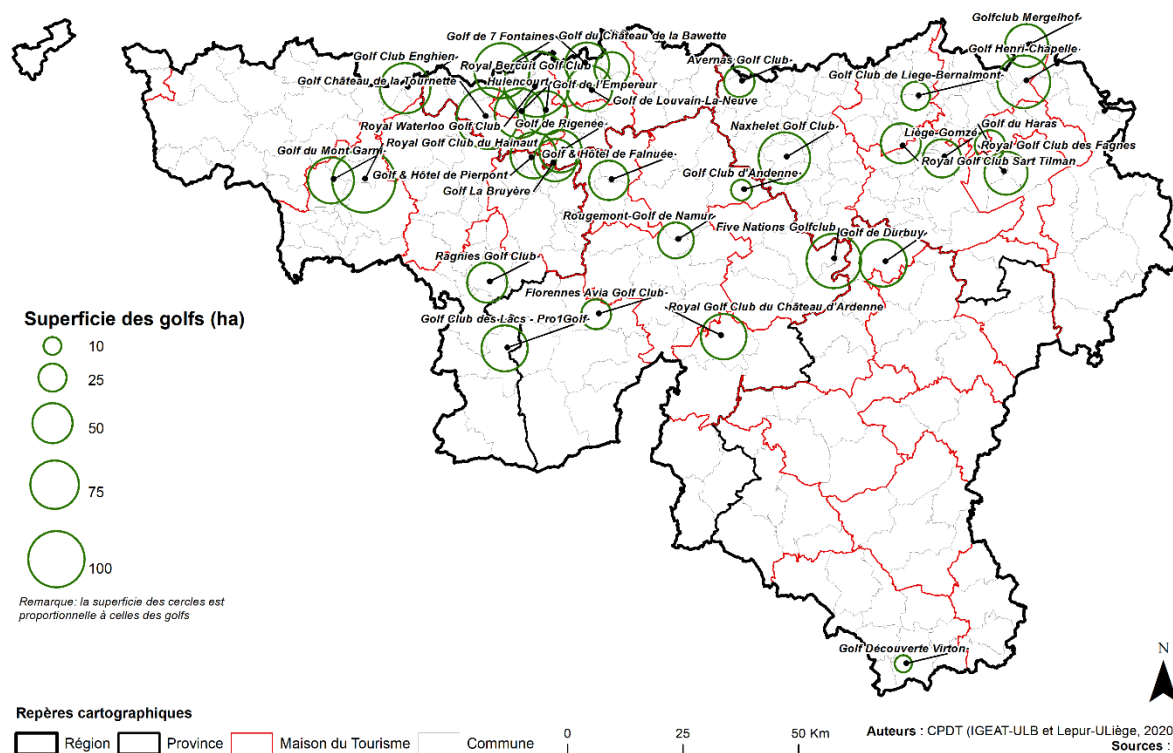 Golfclub Mergelhof
Golf de 7 Fontaines
Golf du Château de la Bawette
Golf Henri-Chapelle
Golf Club Enghien
Royal Bercuit Golf Club
Avernas Golf Club
Golf Club de Liege-Bernalmont
Golf Château de la Tournette
Hulencourt
Golf de l'Empereur
Golf de Louvain-La-Neuve
Royal Waterloo Golf Club
Golf de Rigenée
Naxhelet Golf Club
Golf du Haras
Liège-Gomzé
Royal Golf Club des Fagnes
Golf du Mont Garni
Royal Golf Club du Hainaut
Golf & Hôtel de Falnuée
Royal Golf Club Sart Tilman
Golf & Hôtel de Pierpont
Golf Club d'Andenne
Golf La Bruyère
Rougemont-Golf de Namur
Five Nations Golfclub
Golf de Durbuy
Ragnies Golf Club
Florennes Avia Golf Club
Royal Golf Club du Château d'Ardenne
Golf Club des Lacs - Pro1Golf
Superficie des golfs (ha)
10
25
50
75
100
Remarque: la superficie des cercles est
proportionnelle à celles des golfs
Golf Découverte Virton
N
Repères cartographiques
Région
Province
Maison du Tourisme
Commune
0 25 50 Km
Auteurs : CPDT (IGEAT-ULB et Lepur-ULiège, 202
Sources :